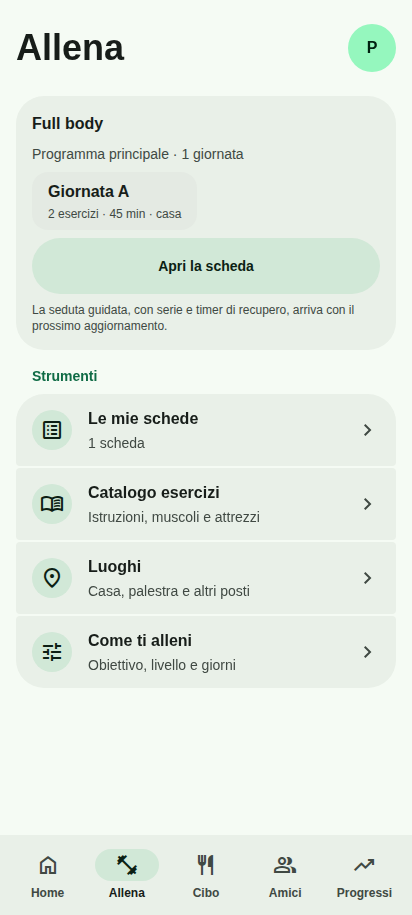 Allena
P
Full body
Programma principale · 1 giornata
Giornata A
2 esercizi · 45 min · casa
Apri la scheda
La seduta guidata, con serie e timer di recupero, arriva con il
prossimo aggiornamento.
Strumenti
Le mie schede
1 scheda
Catalogo esercizi
Istruzioni, muscoli e attrezzi
Luoghi
Casa, palestra e altri posti
Come ti alleni
Obiettivo, livello e giorni
Home
Allena
Cibo
Amici
Progressi